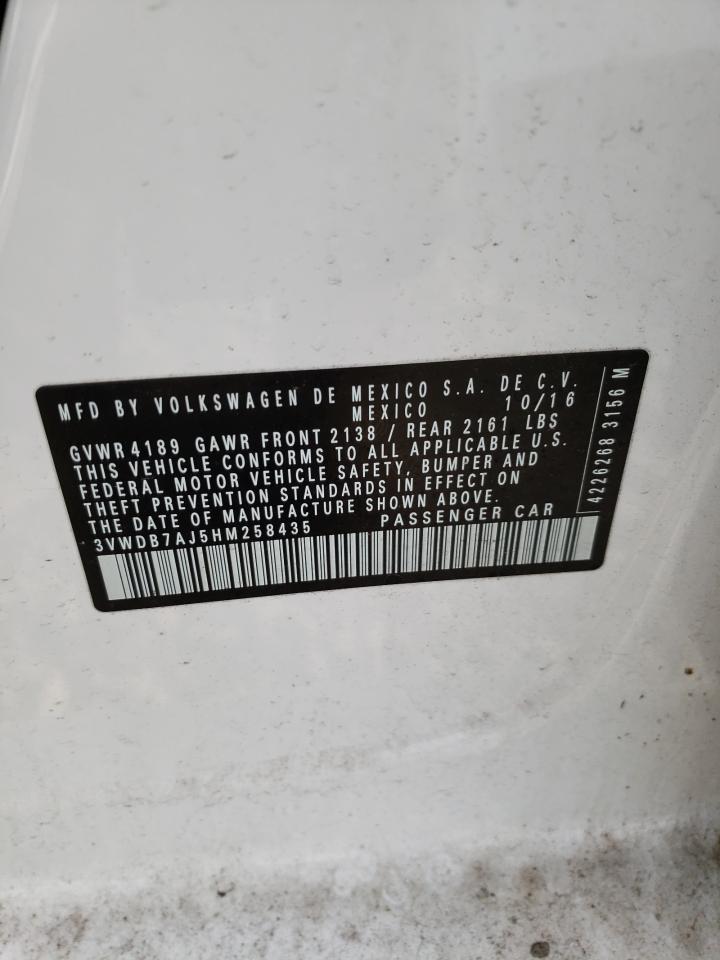 MFD BY VOLKSWAGEN DE MEXICO S.A. DE C.V.
MEXICO 10/16
GVWR 4189 GAWR FRONT 2138 / REAR 2161 LBS
THIS VEHICLE CONFORMS TO ALL APPLICABLE U.S.
FEDERAL MOTOR VEHICLE SAFETY, BUMPER AND
THEFT PREVENTION STANDARDS IN EFFECT ON
THE DATE OF MANUFACTURE SHOWN ABOVE.
3VWDB7AJ5HM258435 PASSENGER CAR
4226268 3156 M